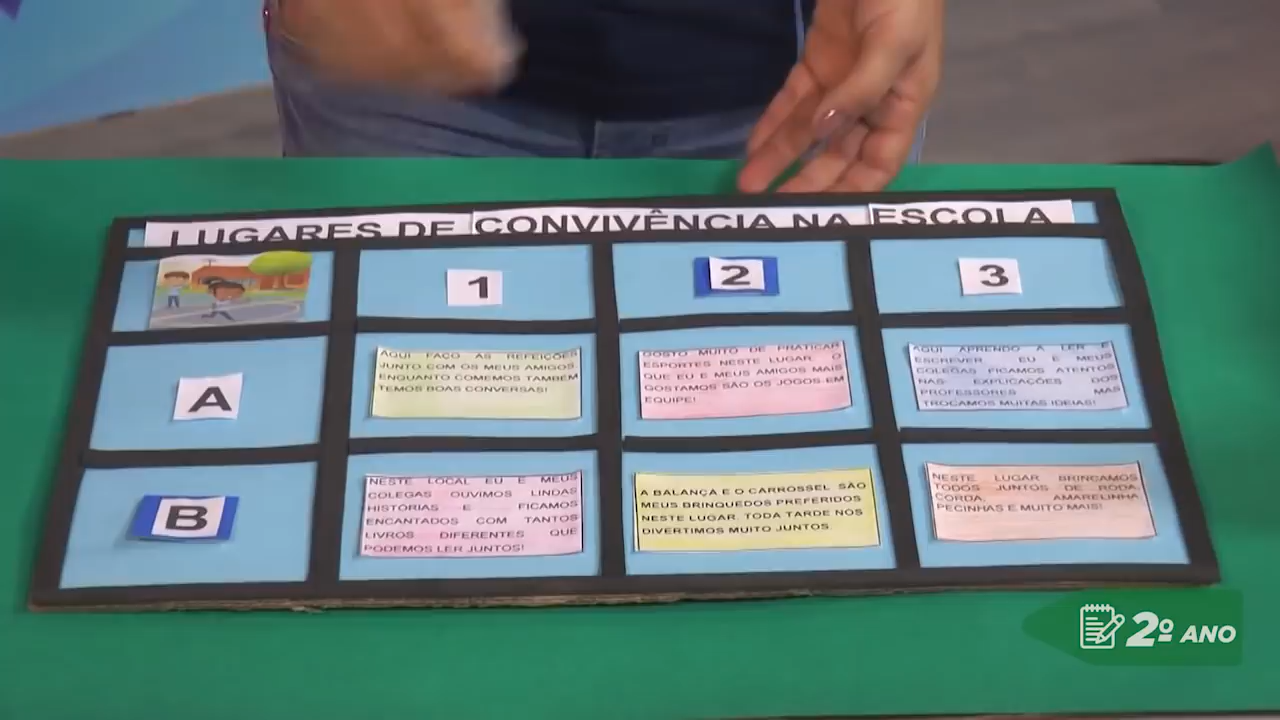 LUGARES DE CONVIVÊNCIA NA ESCOLA
1
2
3
A
AQUI FAÇO AS REFEIÇÕES
JUNTO COM OS MEUS AMIGOS
ENQUANTO COMEMOS TAMBÉM
TEMOS BOAS CONVERSAS!
GOSTO MUITO DE PRATICAR
ESPORTES NESTE LUGAR. O
QUE EU E MEUS AMIGOS MAIS
GOSTAMOS SÃO OS JOGOS EM
EQUIPE!
AQUI APRENDO A LER E
ESCREVER. EU E MEUS
COLEGAS FICAMOS ATENTOS
NAS EXPLICAÇÕES DOS
PROFESSORES MAS
TROCAMOS MUITAS IDEIAS!
B
NESTE LOCAL EU E MEUS
COLEGAS OUVIMOS LINDAS
HISTÓRIAS E FICAMOS
ENCANTADOS COM TANTOS
LIVROS DIFERENTES QUE
PODEMOS LER JUNTOS!
A BALANÇA E O CARROSSEL SÃO
MEUS BRINQUEDOS PREFERIDOS
NESTE LUGAR. TODA TARDE NOS
DIVERTIMOS MUITO JUNTOS.
NESTE LUGAR BRINCAMOS
TODOS JUNTOS DE RODA,
CORDA, AMARELINHA
PECINHAS E MUITO MAIS!
2º ANO